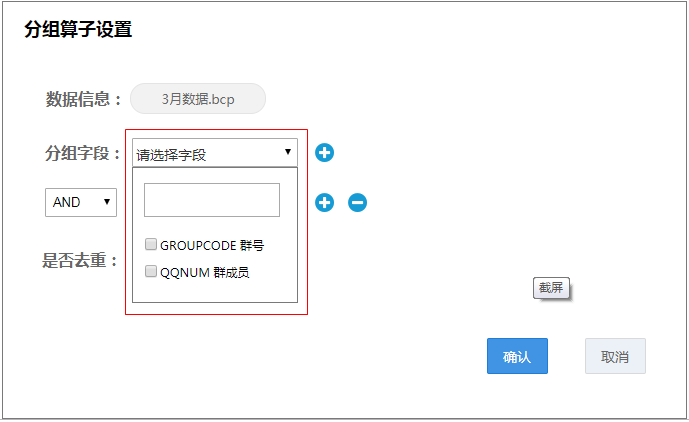 分组算子设置
数据信息：
3月数据.bcp
分组字段：
请选择字段
AND
GROUPCODE 群号
QQNUM 群成员
是否去重：
截屏
确认
取消